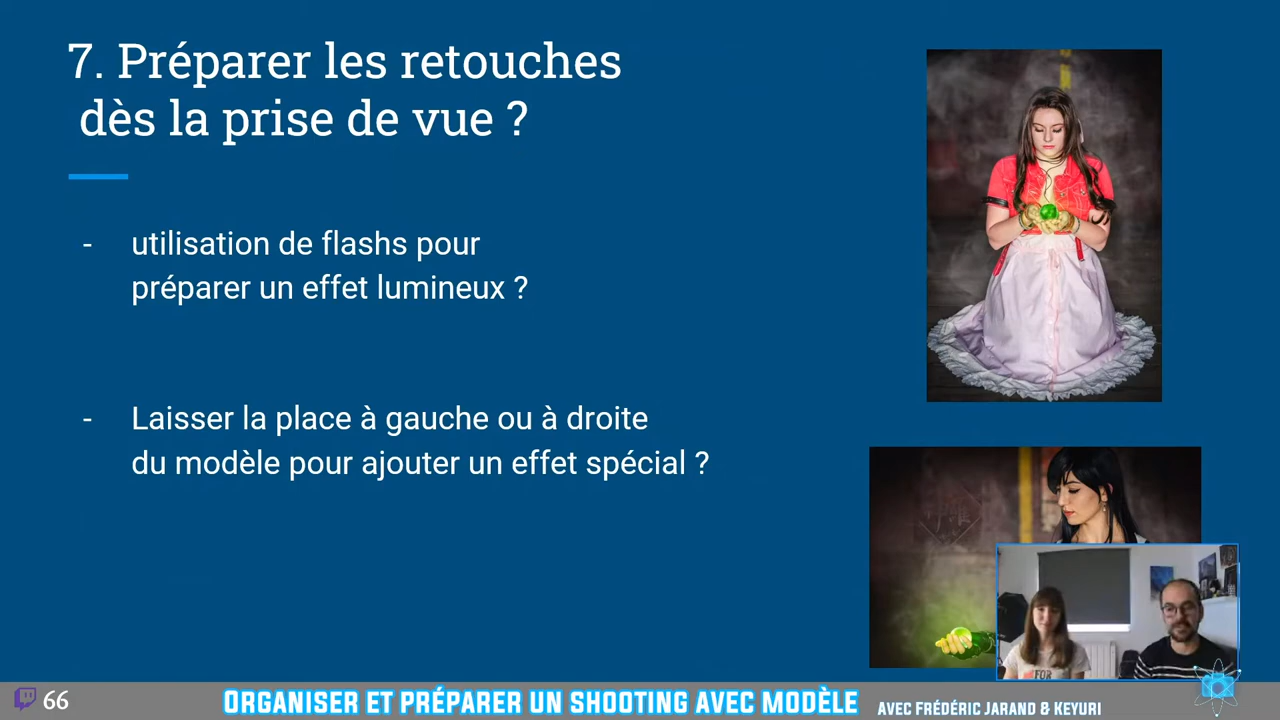 7. Préparer les retouches
dès la prise de vue ?
- utilisation de flashs pour
préparer un effet lumineux ?
- Laisser la place à gauche ou à droite
du modèle pour ajouter un effet spécial ?
FOR
66
ORGANISER ET PRÉPARER UN SHOOTING AVEC MODÈLE
AVEC FRÉDÉRIC JARAND & KEYURI